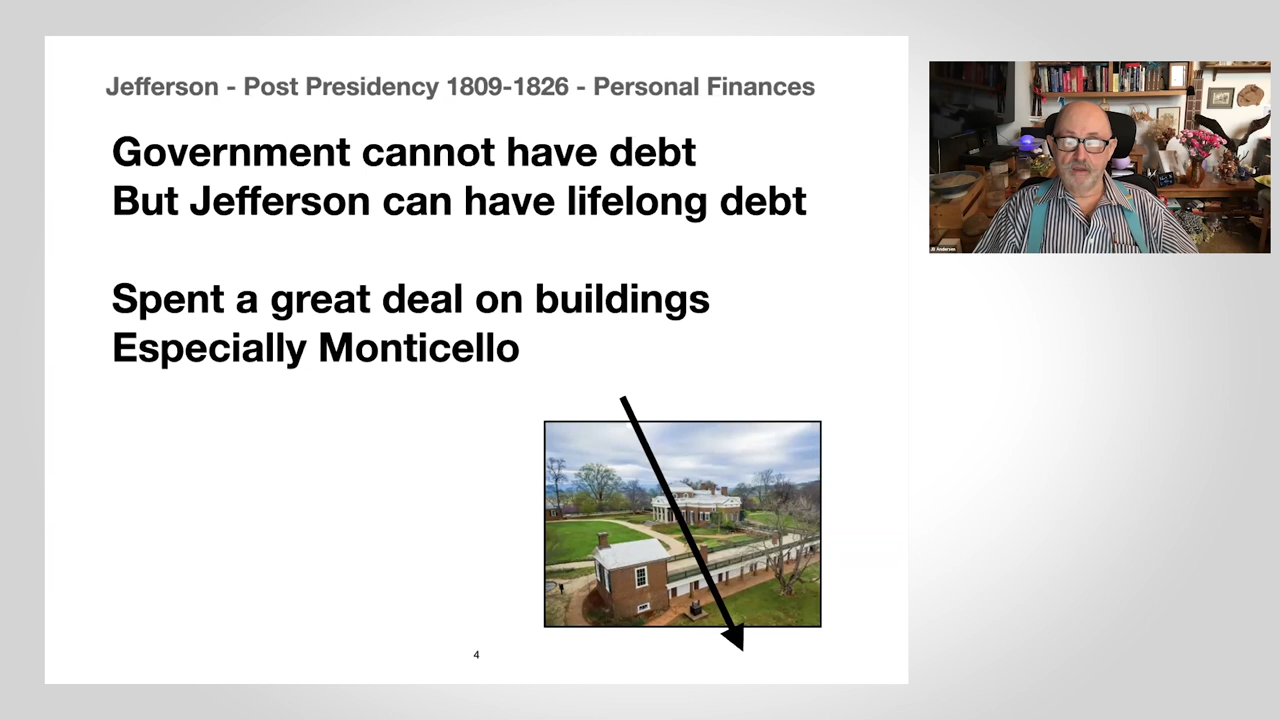 Jefferson - Post Presidency 1809-1826 - Personal Finances
Government cannot have debt
But Jefferson can have lifelong debt
Spent a great deal on buildings
Especially Monticello
4